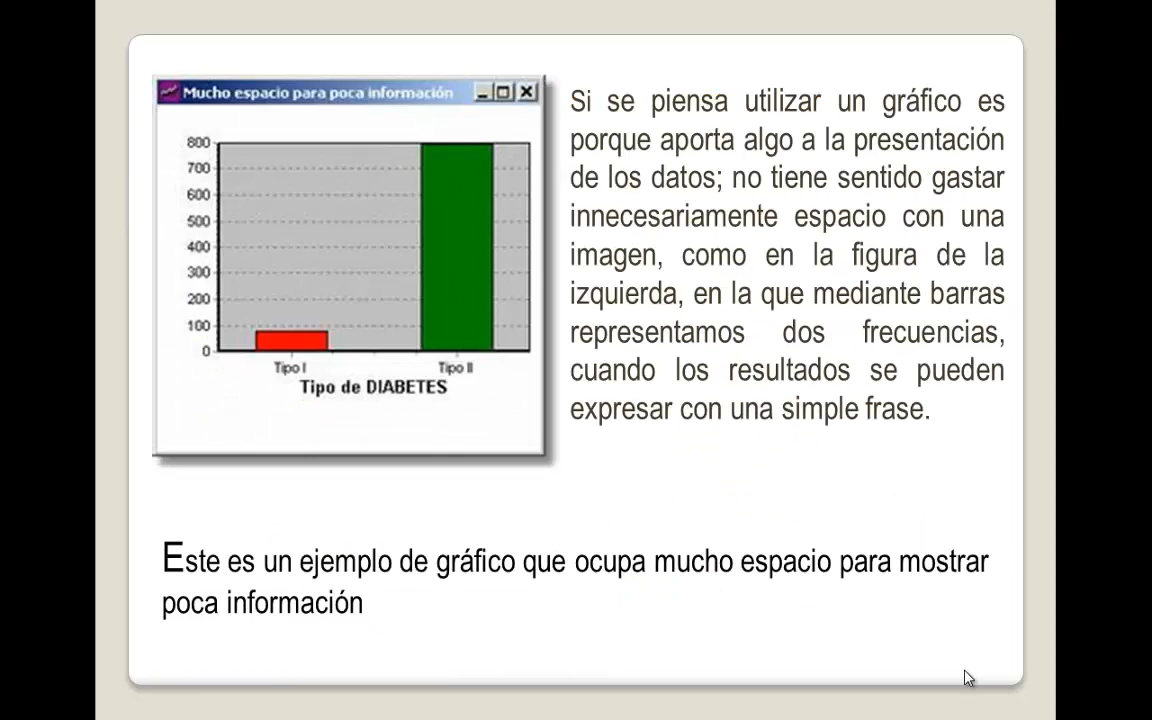 Mucho espacio para poca información
800
700
600
500
400
300
200
100
0
Tipo I Tipo II
Tipo de DIABETES
Si se piensa utilizar un gráfico es
porque aporta algo a la presentación
de los datos; no tiene sentido gastar
innecesariamente espacio con una
imagen, como en la figura de la
izquierda, en la que mediante barras
representamos dos frecuencias,
cuando los resultados se pueden
expresar con una simple frase.
Este es un ejemplo de gráfico que ocupa mucho espacio para mostrar
poca información